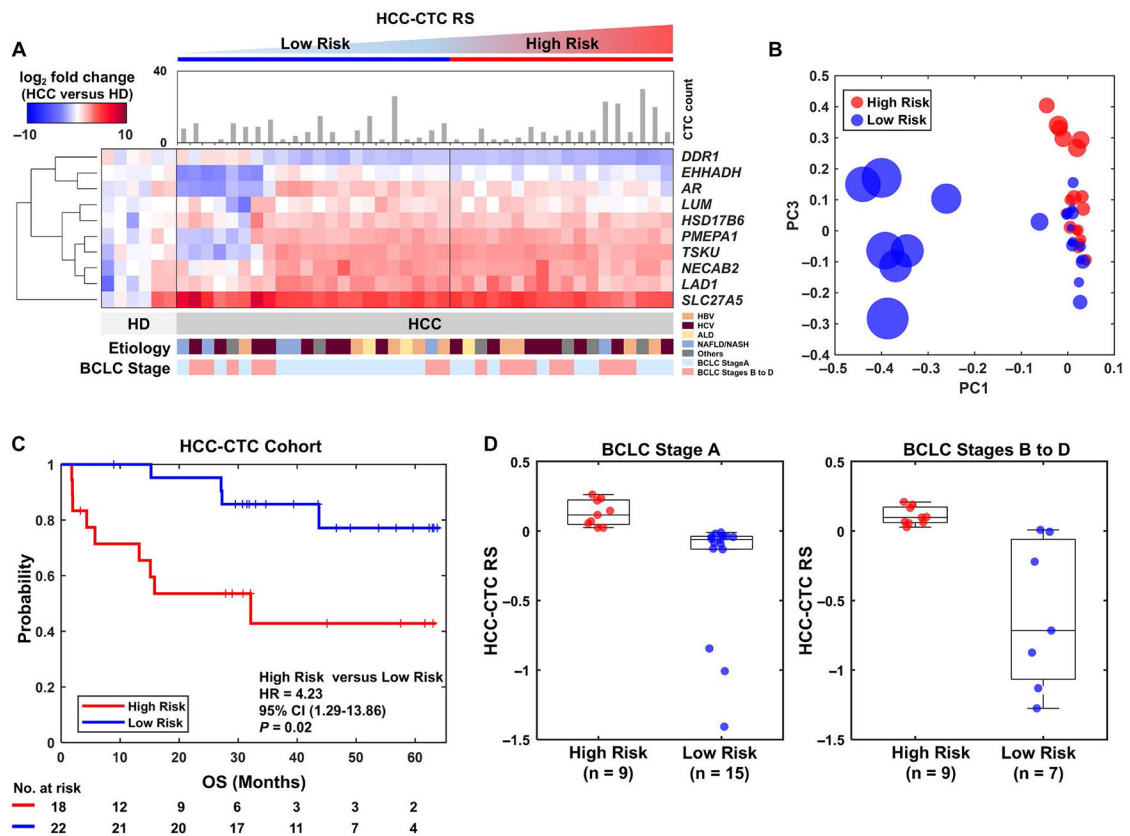 HCC-CTC RS
A
Low Risk
High Risk
log2 fold change
(HCC versus HD)
−10
10
40
0
CTC count
DDR1
EHHADH
AR
LUM
HSD17B6
PMEPA1
TSKU
NECAB2
LAD1
SLC27A5
HD
HCC
Etiology
BCLC Stage
HBV
HCV
ALD
NAFLD/NASH
Others
BCLC StageA
BCLC Stages B to D
B
High Risk
Low Risk
PC3
0.5
0.4
0.3
0.2
0.1
0
−0.1
−0.2
−0.3
−0.4
−0.5
−0.4
−0.3
−0.2
−0.1
0
0.1
PC1
C
HCC-CTC Cohort
Probability
1
0.8
0.6
0.4
0.2
0
High Risk versus Low Risk
HR = 4.23
95% CI (1.29-13.86)
P = 0.02
High Risk
Low Risk
0 10 20 30 40 50 60
OS (Months)
No. at risk
18 12 9 6 3 3 2
22 21 20 17 11 7 4
D
BCLC Stage A
HCC-CTC RS
0.5
0
−0.5
−1
−1.5
High Risk
(n = 9)
Low Risk
(n = 15)
BCLC Stages B to D
HCC-CTC RS
0.5
0
−0.5
−1
−1.5
High Risk
(n = 9)
Low Risk
(n = 7)